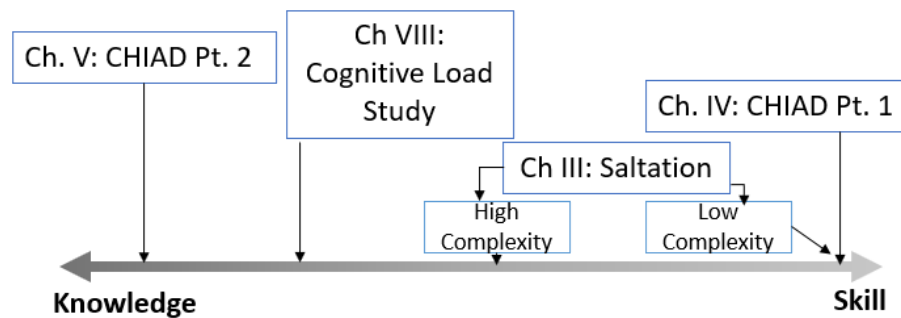 Ch. V: CHIAD Pt. 2
Ch VIII:
Cognitive Load
Study
Ch. IV: CHIAD Pt. 1
Ch III: Saltation
High
Complexity
Low
Complexity
Knowledge
Skill